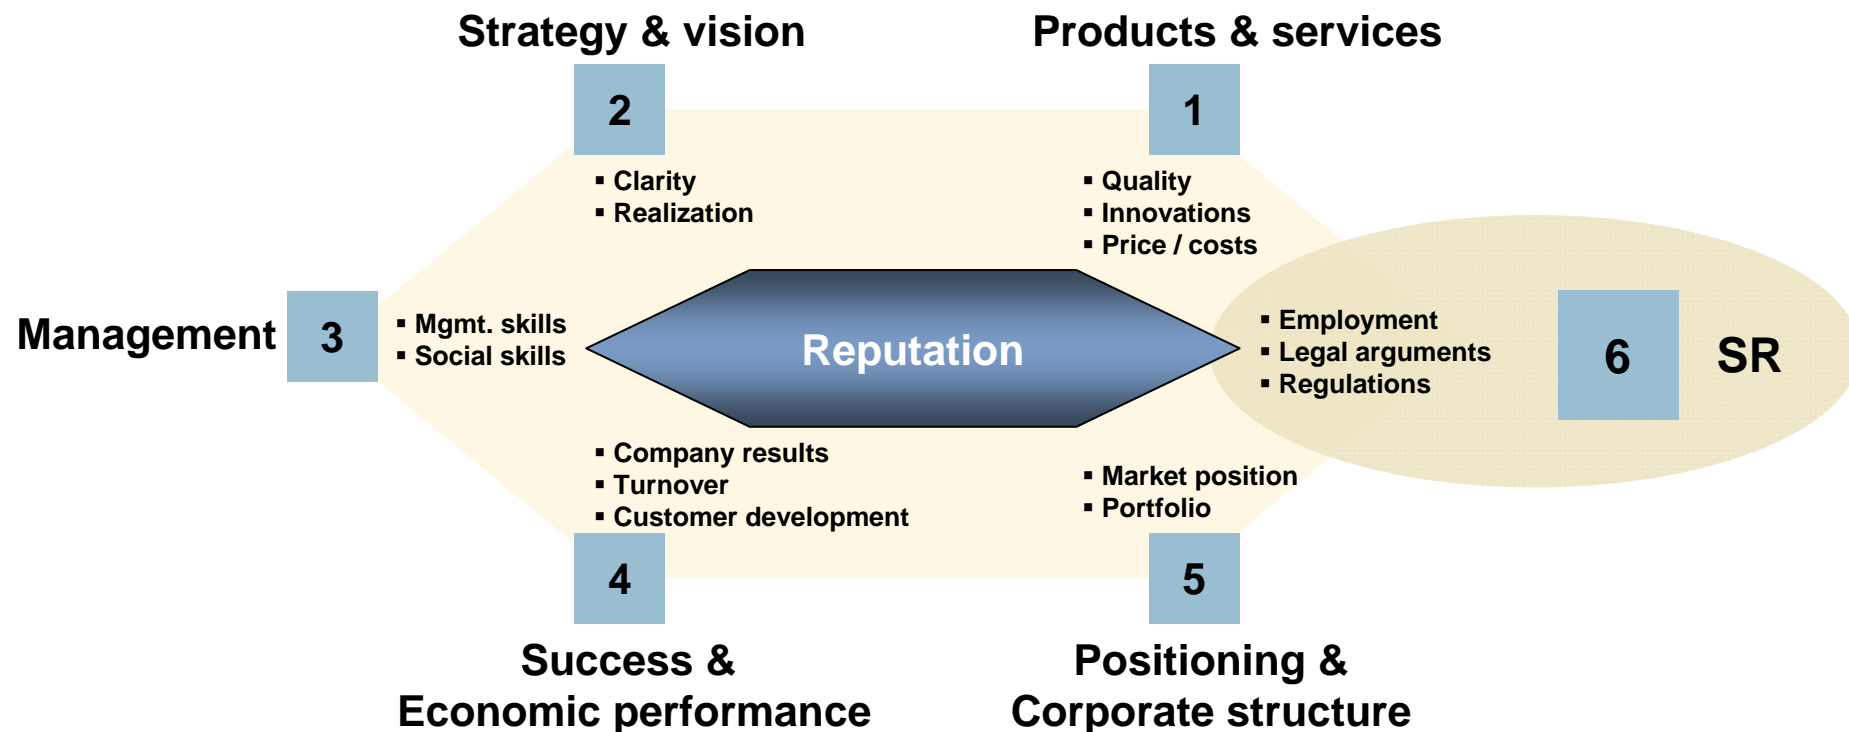 Strategy & vision
Products & services
2
1
▪ Clarity
▪ Realization
▪ Quality
▪ Innovations
▪ Price / costs
Management
3
▪ Mgmt. skills
▪ Social skills
Reputation
▪ Employment
▪ Legal arguments
▪ Regulations
6
SR
▪ Company results
▪ Turnover
▪ Customer development
▪ Market position
▪ Portfolio
4
5
Success &
Economic performance
Positioning &
Corporate structure